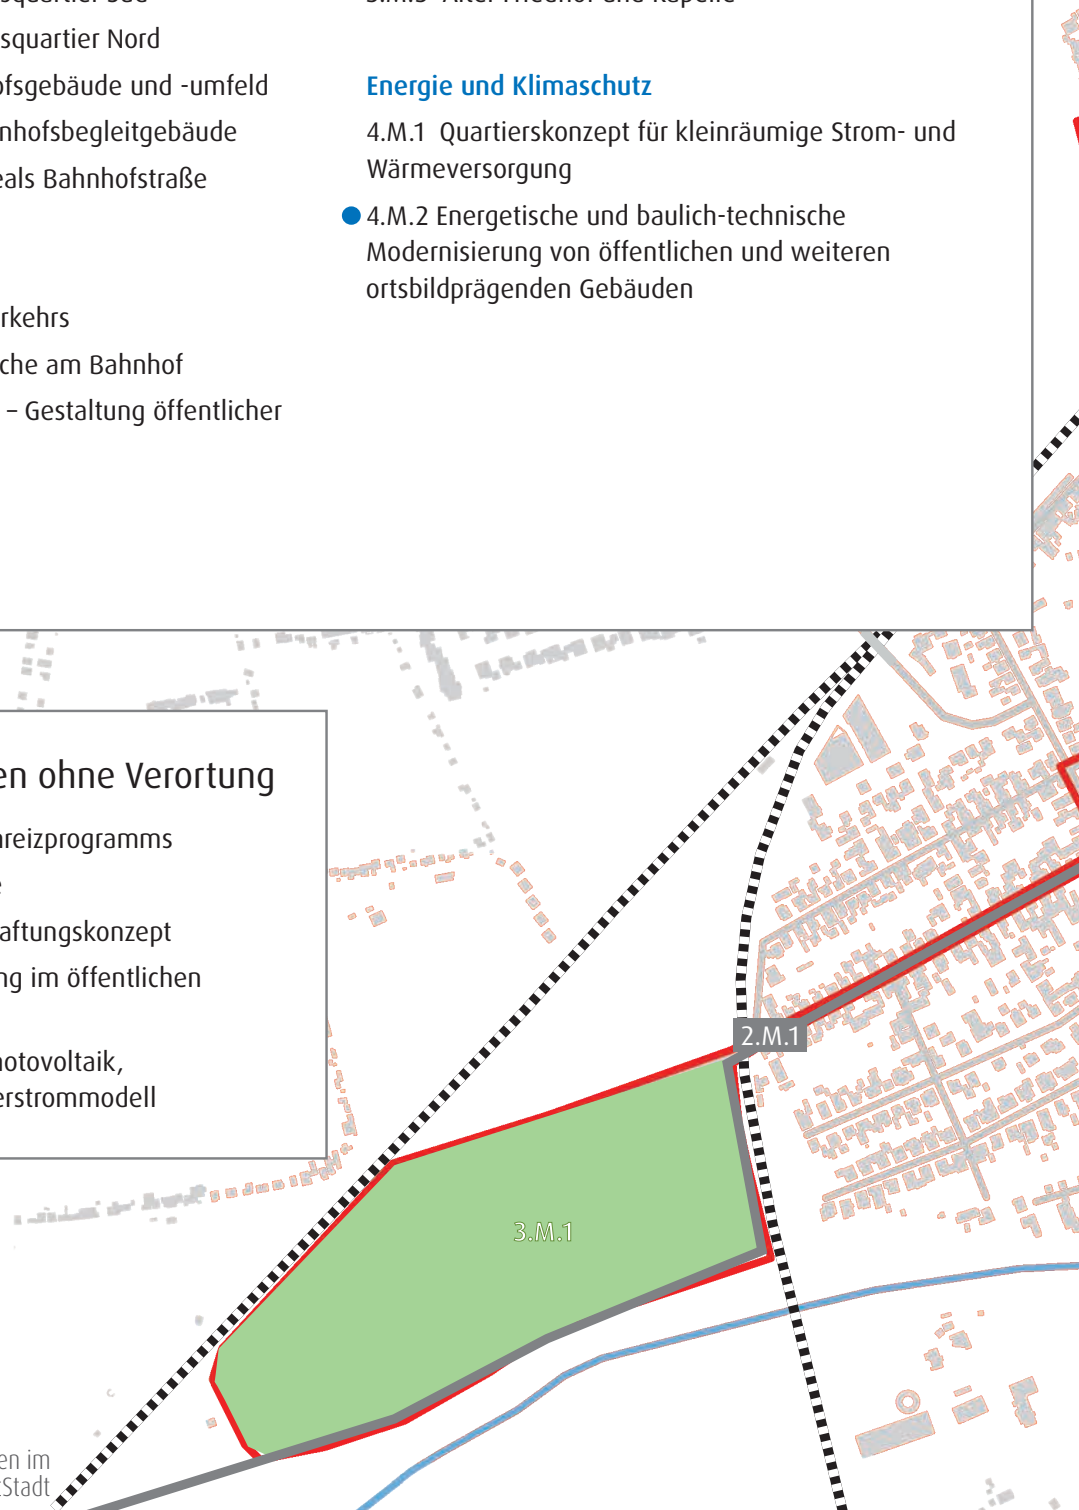 squartier Nord
ofsgebäude und -umfeld
nhofsbegleitgebäude
eals Bahnhofstraße
rkehrs
che am Bahnhof
– Gestaltung öffentlicher
Energie und Klimaschutz
4.M.1 Quartierskonzept für kleinräumige Strom- und
Wärmeversorgung
4.M.2 Energetische und baulich-technische
Modernisierung von öffentlichen und weiteren
ortsbildprägenden Gebäuden
en ohne Verortung
nreizprogramms
e
aftungskonzept
ng im öffentlichen
hotovoltaik,
erstrommodell
2.M.1
3.M.1
en im
Stadt